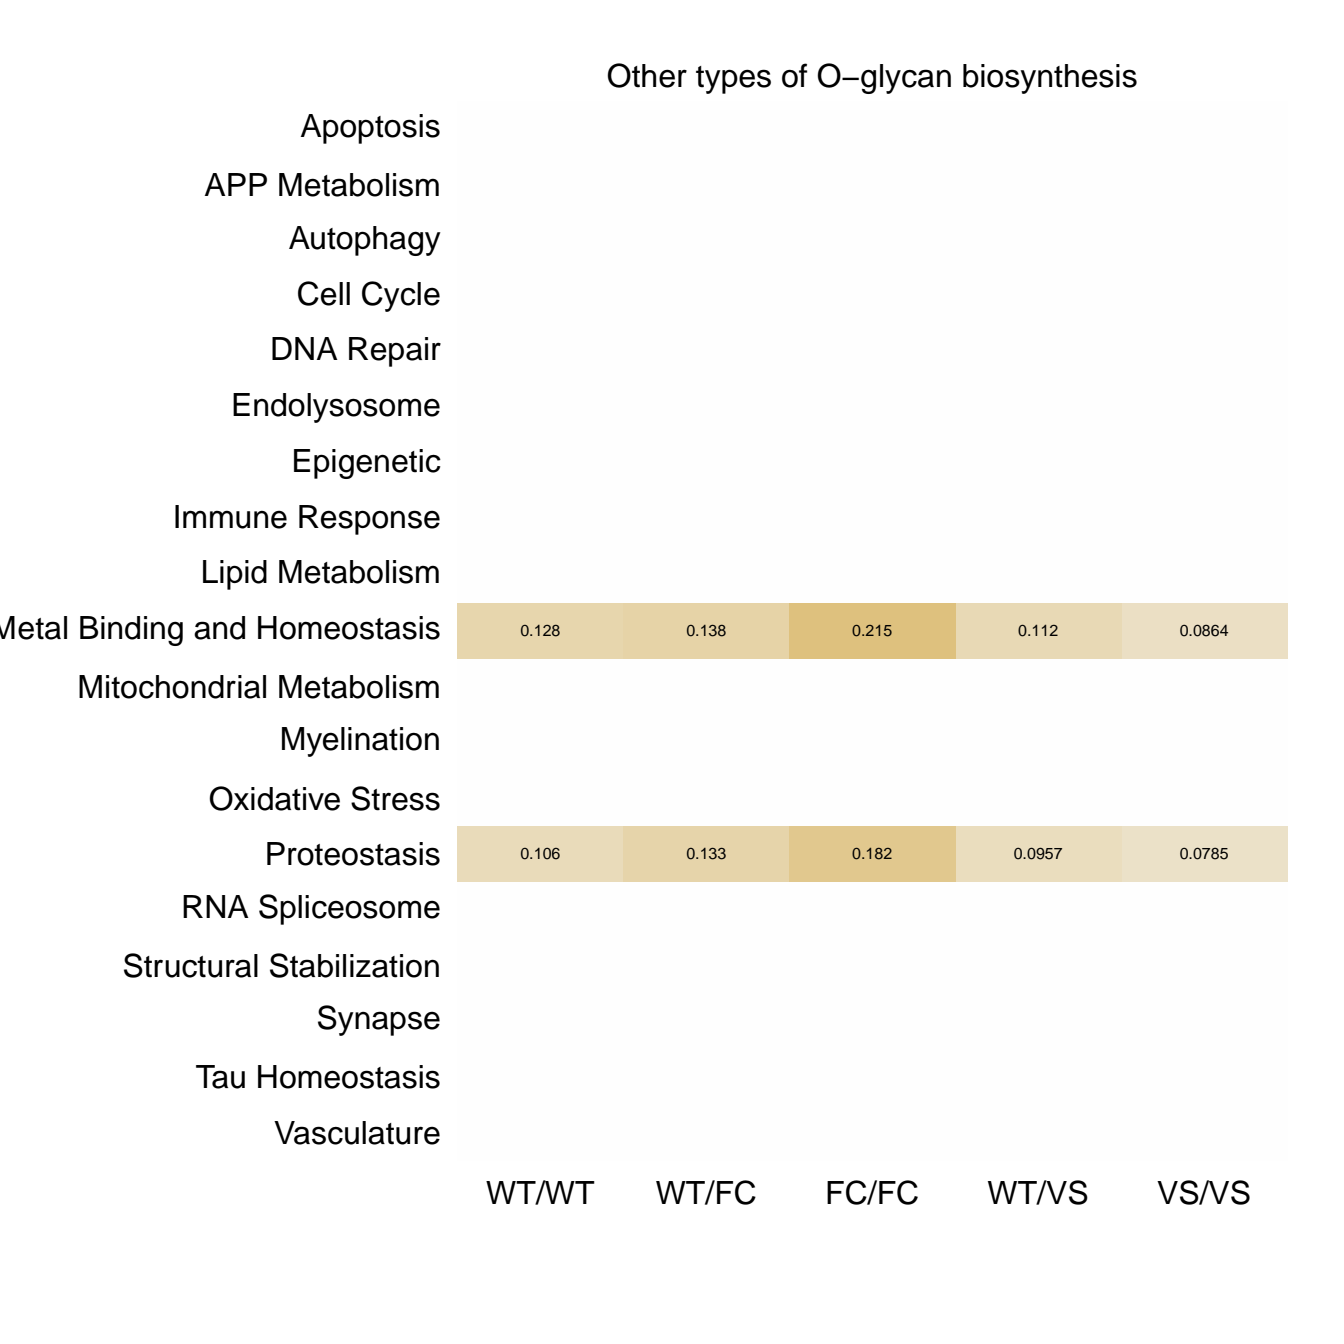 Other types of O−glycan biosynthesis
Apoptosis
APP Metabolism
Autophagy
Cell Cycle
DNA Repair
Endolysosome
Epigenetic
Immune Response
Lipid Metabolism
Metal Binding and Homeostasis 0.128 0.138 0.215 0.112 0.0864
Mitochondrial Metabolism
Myelination
Oxidative Stress
Proteostasis 0.106 0.133 0.182 0.0957 0.0785
RNA Spliceosome
Structural Stabilization
Synapse
Tau Homeostasis
Vasculature
WT/WT WT/FC FC/FC WT/VS VS/VS